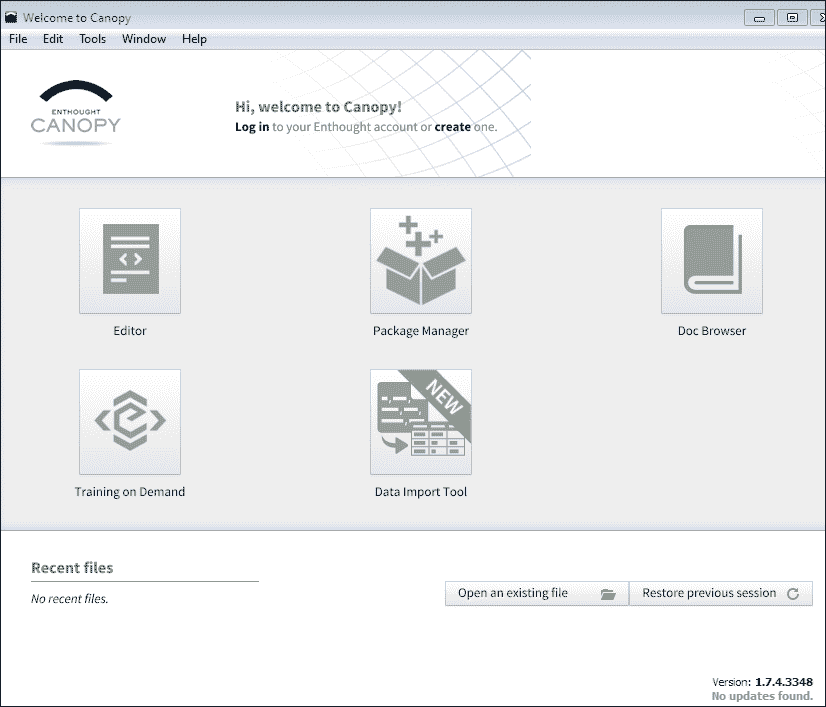 Welcome to Canopy
File Edit Tools Window Help
ENTHOUGHT
CANOPY
Hi, welcome to Canopy!
Log in to your Enthought account or create one.
Editor
Package Manager
Doc Browser
NEW
Training on Demand
Data Import Tool
Recent files
No recent files.
Open an existing file
Restore previous session
Version: 1.7.4.3348
No updates found.